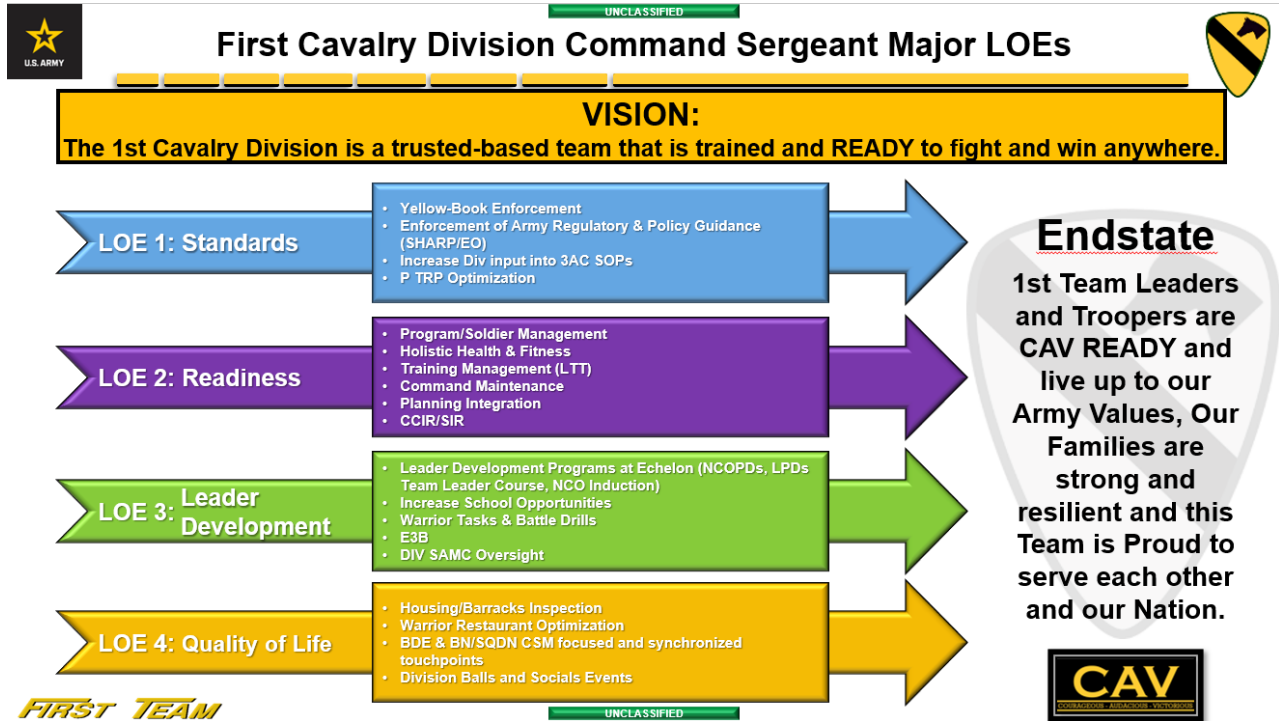 UNCLASSIFIED
U.S. ARMY
First Cavalry Division Command Sergeant Major LOEs
VISION:
The 1st Cavalry Division is a trusted-based team that is trained and READY to fight and win anywhere.
LOE 1: Standards
• Yellow-Book Enforcement
• Enforcement of Army Regulatory & Policy Guidance
(SHARP/EO)
• Increase Div input into 3AC SOPs
• P TRP Optimization
LOE 2: Readiness
• Program/Soldier Management
• Holistic Health & Fitness
• Training Management (LTT)
• Command Maintenance
• Planning Integration
• CCIR/SIR
LOE 3: Leader
Development
• Leader Development Programs at Echelon (NCOPDs, LPDs
Team Leader Course, NCO Induction)
• Increase School Opportunities
• Warrior Tasks & Battle Drills
• E3B
• DIV SAMC Oversight
LOE 4: Quality of Life
• Housing/Barracks Inspection
• Warrior Restaurant Optimization
• BDE & BN/SQDN CSM focused and synchronized
touchpoints
• Division Balls and Socials Events
Endstate
1st Team Leaders
and Troopers are
CAV READY and
live up to our
Army Values, Our
Families are
strong and
resilient and this
Team is Proud to
serve each other
and our Nation.
CAV
COURAGEOUS - AUDACIOUS - VICTORIOUS
FIRST TEAM
UNCLASSIFIED